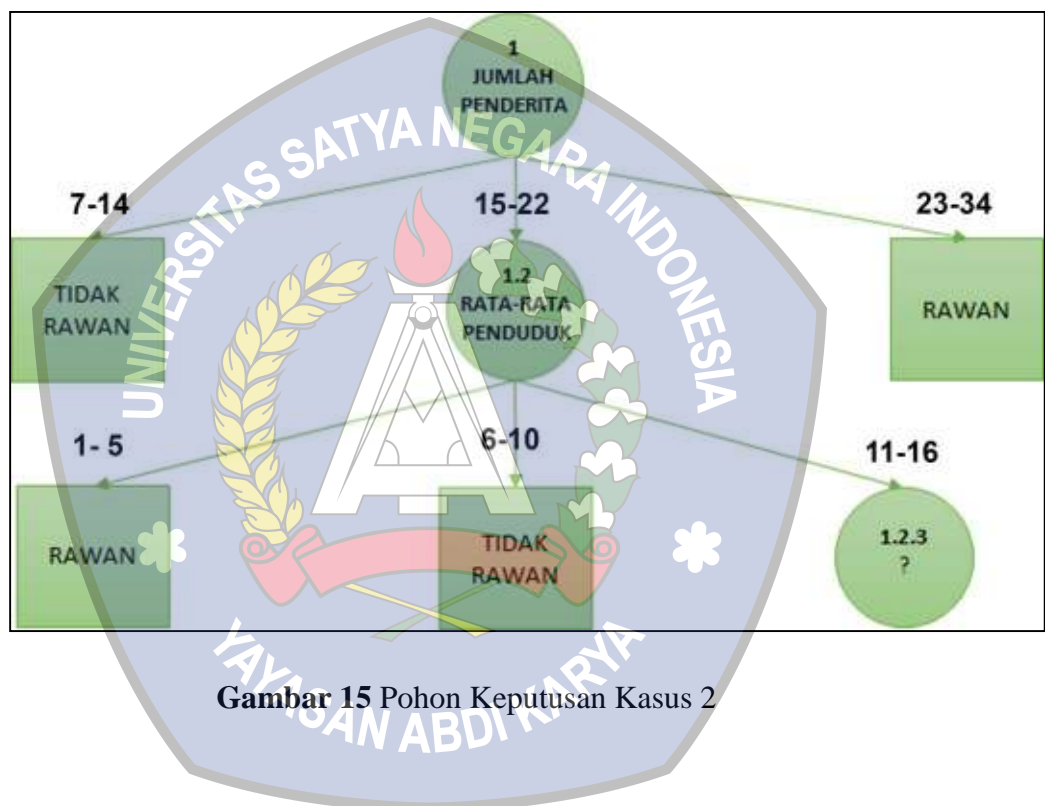 1
JUMLAH
PENDERITA
UNIVERSITAS SATYA NEGARA INDONESIA
7-14
15-22
23-34
TIDAK
RAWAN
1.2
RATA-RATA
PENDUDUK
RAWAN
1- 5
6-10
11-16
RAWAN
TIDAK
RAWAN
1.2.3
?
YAYASAN ABDI KARYA
Gambar 15 Pohon Keputusan Kasus 2